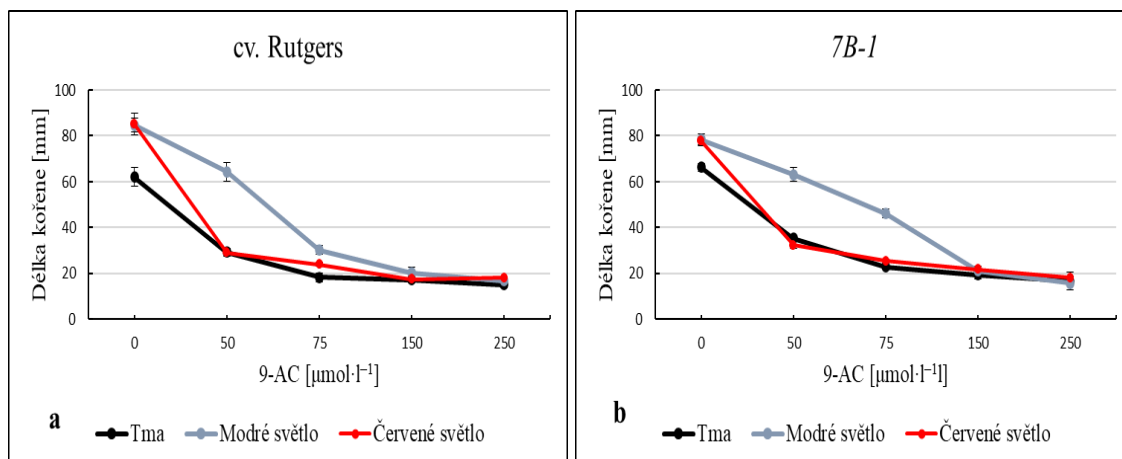 cv. Rutgers
Délka kořene [mm]
100
80
60
40
20
0
0 50 75 150 250
9-AC [μmol·l⁻¹]
a
Tma Modré světlo Červené světlo
7B-1
Délka kořene [mm]
100
80
60
40
20
0
0 50 75 150 250
9-AC [μmol·l⁻¹l]
b
Tma Modré světlo Červené světlo